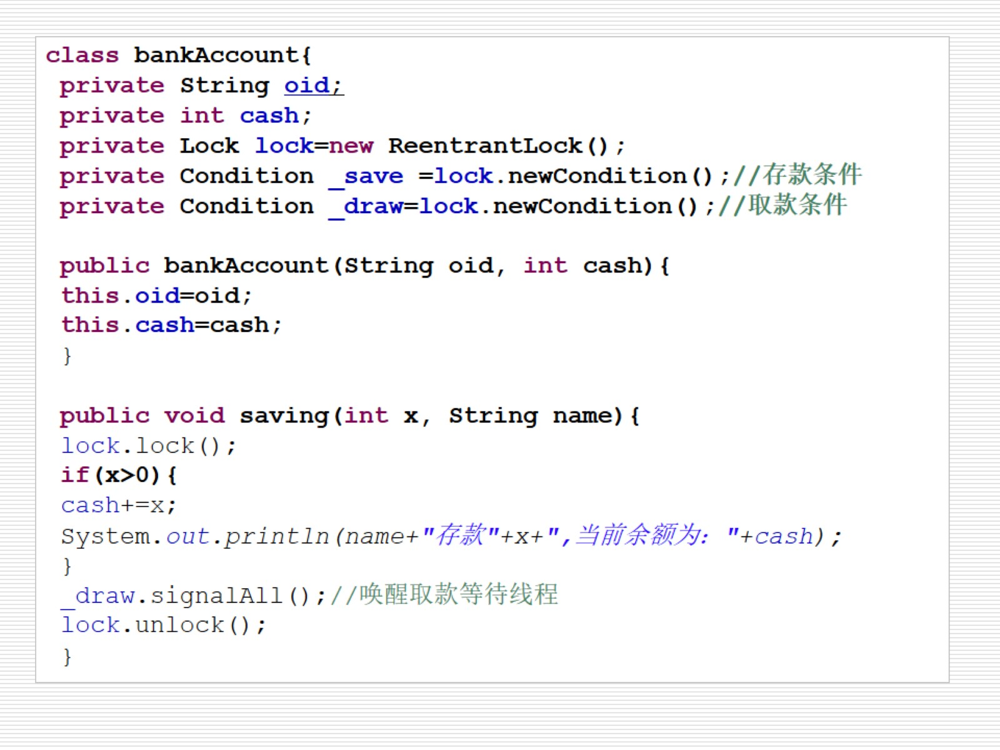 class bankAccount{
private String oid;
private int cash;
private Lock lock=new ReentrantLock();
private Condition _save =lock.newCondition();//存款条件
private Condition _draw=lock.newCondition();//取款条件
public bankAccount(String oid, int cash){
this.oid=oid;
this.cash=cash;
}
public void saving(int x, String name){
lock.lock();
if(x>0){
cash+=x;
System.out.println(name+"存款"+x+",当前余额为："+cash);
}
_draw.signalAll();//唤醒取款等待线程
lock.unlock();
}